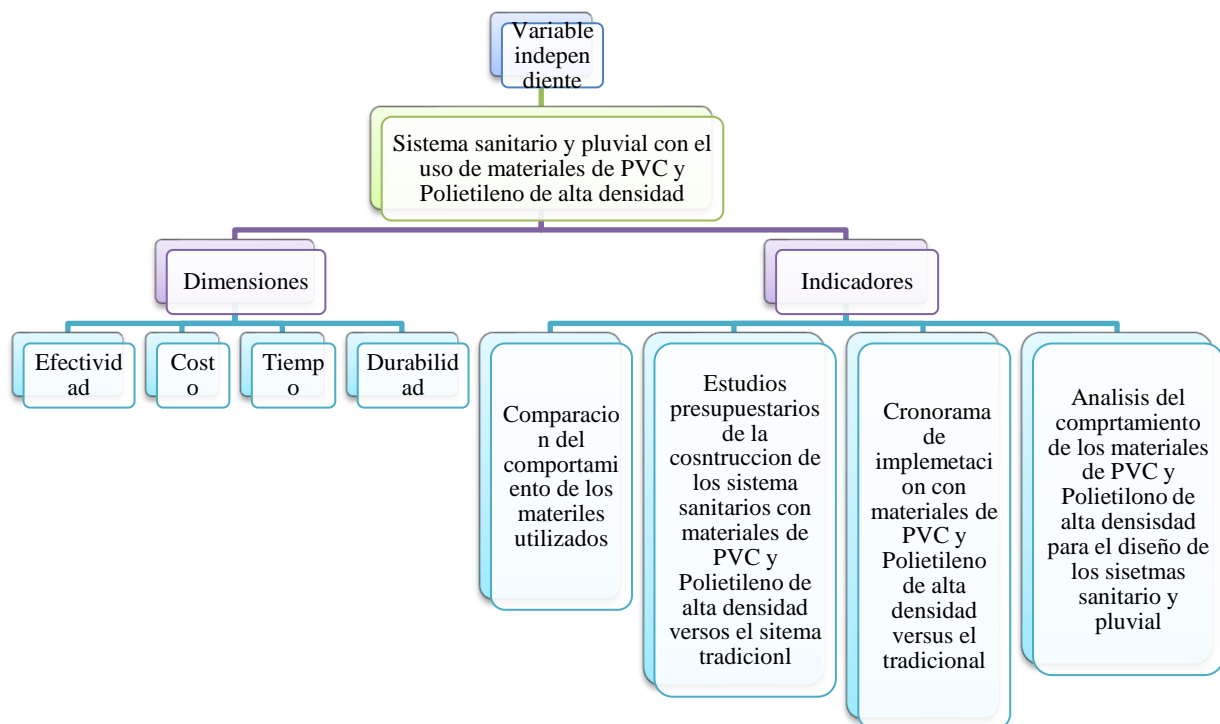 Variable
indepen
diente
Sistema sanitario y pluvial con el
uso de materiales de PVC y
Polietileno de alta densidad
Dimensiones
Indicadores
Efectivid
ad
Cost
o
Tiemp
o
Durabilid
ad
Comparacio
n del
comportami
ento de los
materiles
utilizados
Estudios
presupuestarios
de la
cosntruccion de
los sistema
sanitarios con
materiales de
PVC y
Polietileno de
alta densidad
versos el sitema
tradicionl
Cronorama
de
implemetaci
on con
materiales de
PVC y
Polietileno
de alta
densidad
versus el
tradicional
Analisis del
comprtamiento
de los materiales
de PVC y
Polietilono de
alta densisdad
para el diseño de
los sisetmas
sanitario y
pluvial